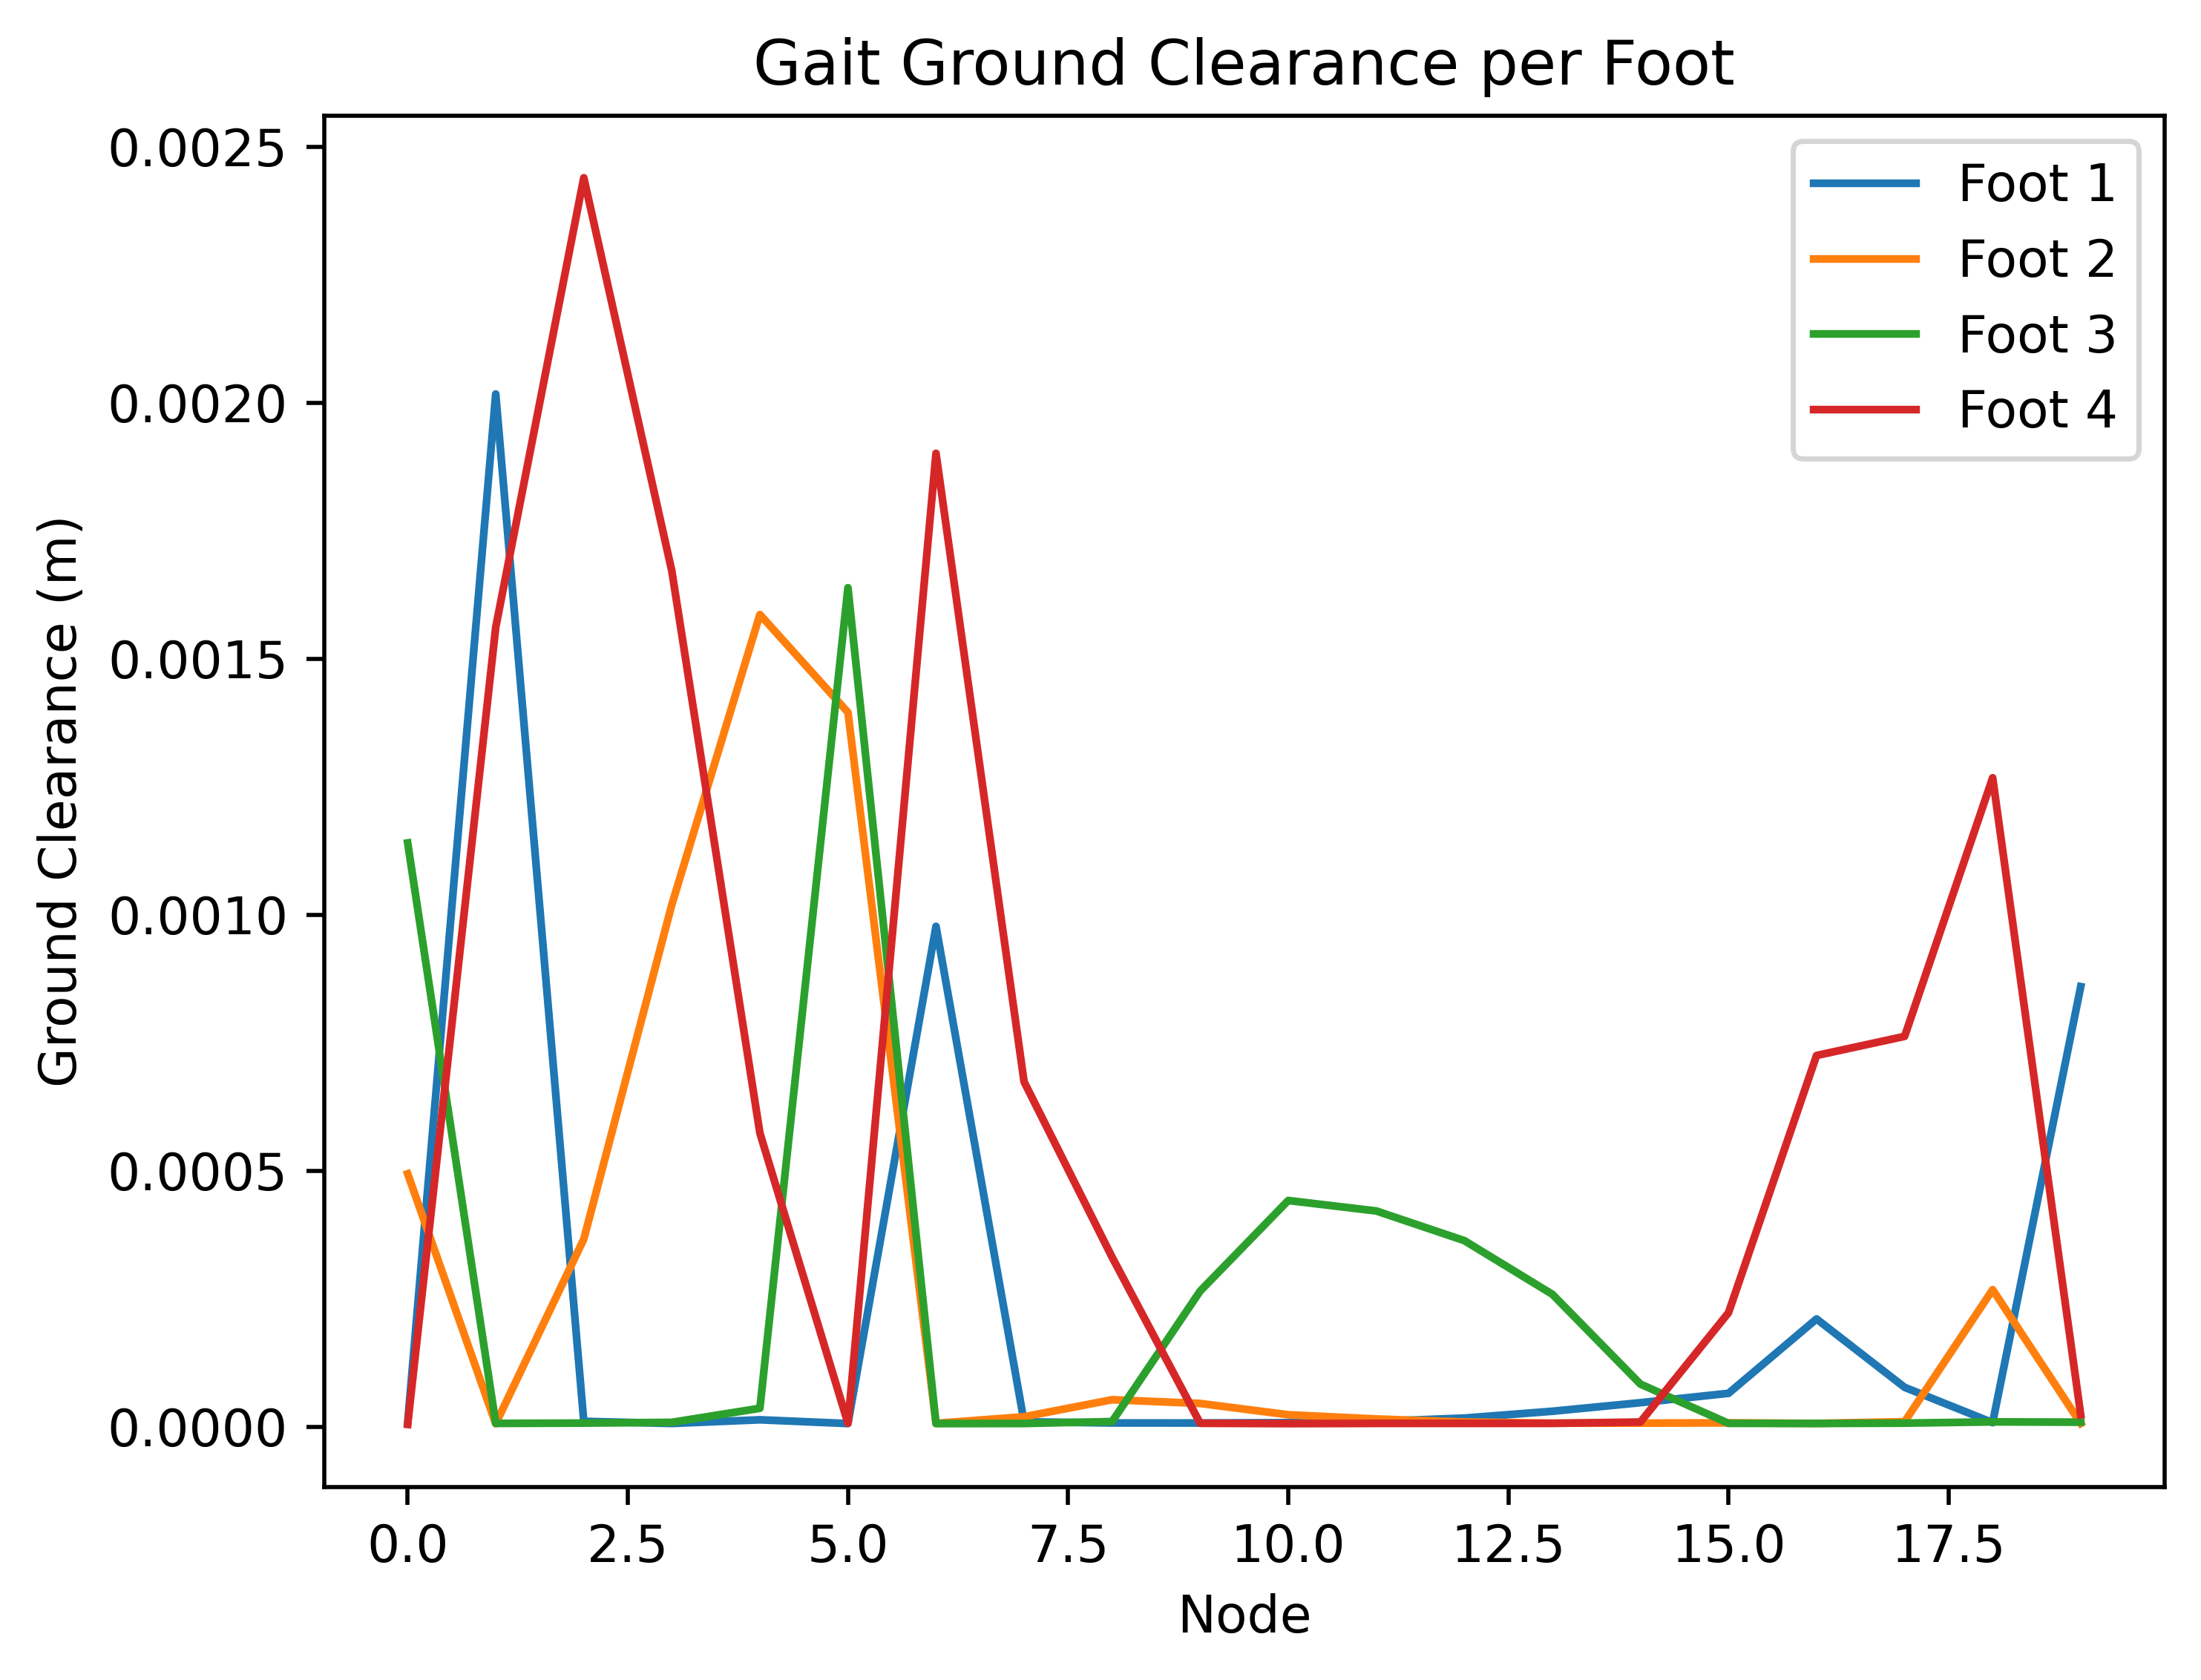 Gait Ground Clearance per Foot
Foot 1
Foot 2
Foot 3
Foot 4
Ground Clearance (m)
0.0025
0.0020
0.0015
0.0010
0.0005
0.0000
0.0 2.5 5.0 7.5 10.0 12.5 15.0 17.5
Node